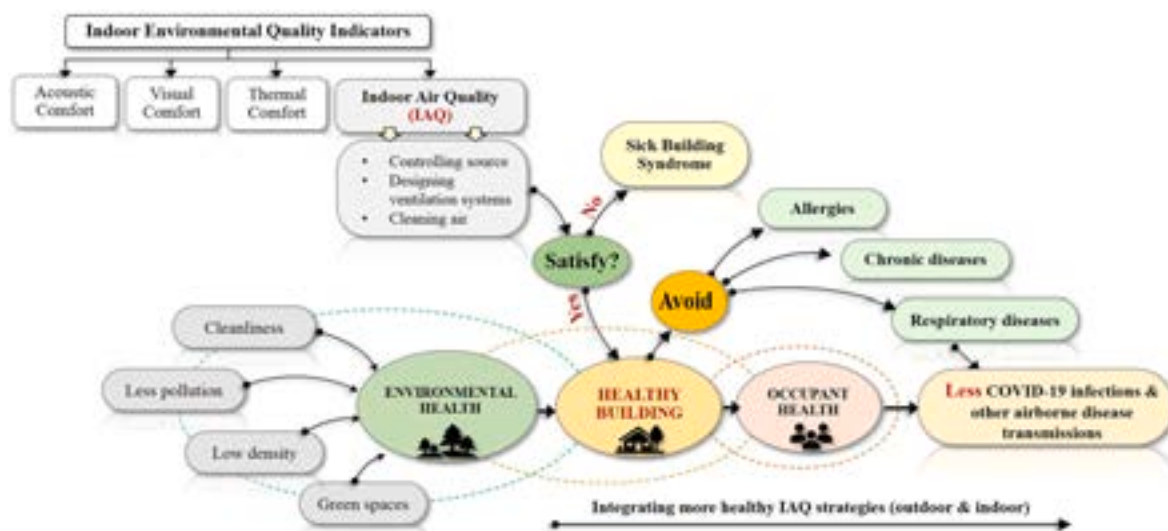 Indoor Environmental Quality Indicators
Acoustic
Comfort
Visual
Comfort
Thermal
Comfort
Indoor Air Quality
(IAQ)
• Controlling source
• Designing
ventilation systems
• Cleaning air
Sick Building
Syndrome
No
Satisfy?
Yes
Allergies
Chronic diseases
Avoid
Respiratory diseases
Cleanliness
Less pollution
Low density
Green spaces
ENVIRONMENTAL
HEALTH
HEALTHY
BUILDING
OCCUPANT
HEALTH
Less COVID-19 infections &
other airborne disease
transmissions
Integrating more healthy IAQ strategies (outdoor & indoor)